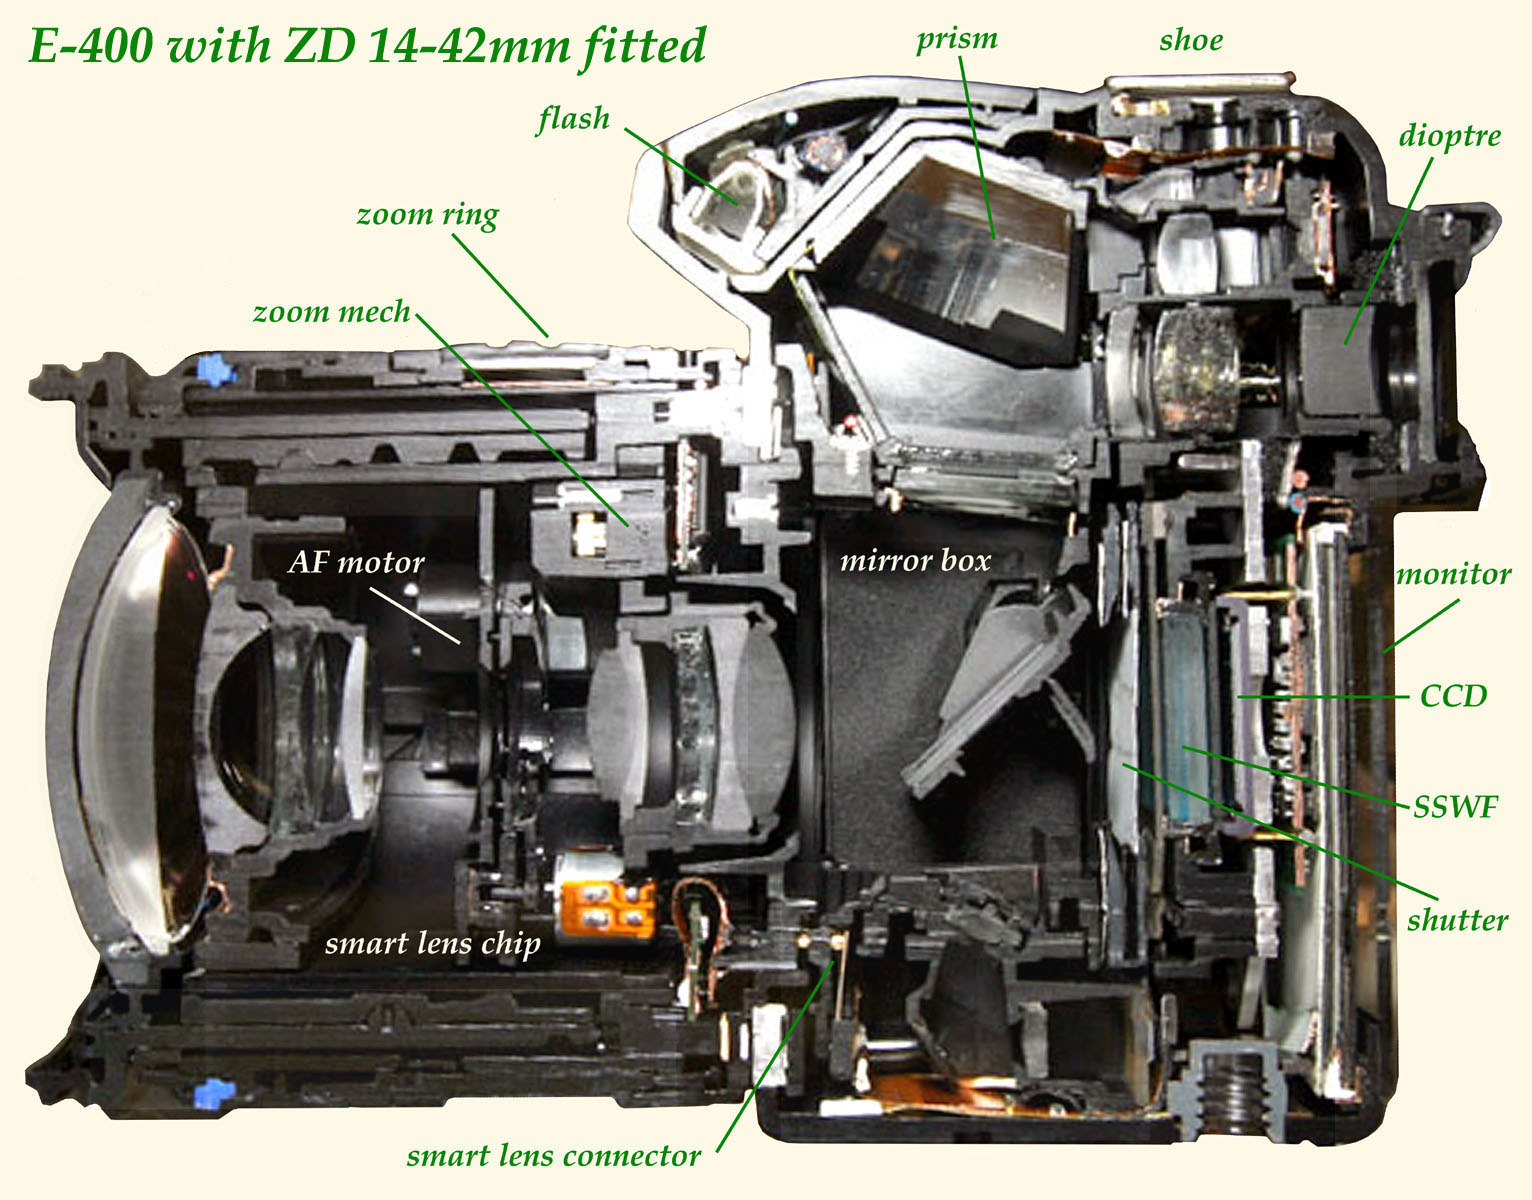 E-400 with ZD 14-42mm fitted
prism
shoe
flash
dioptre
zoom ring
zoom mech
AF motor
mirror box
monitor
CCD
SSWF
shutter
smart lens chip
smart lens connector